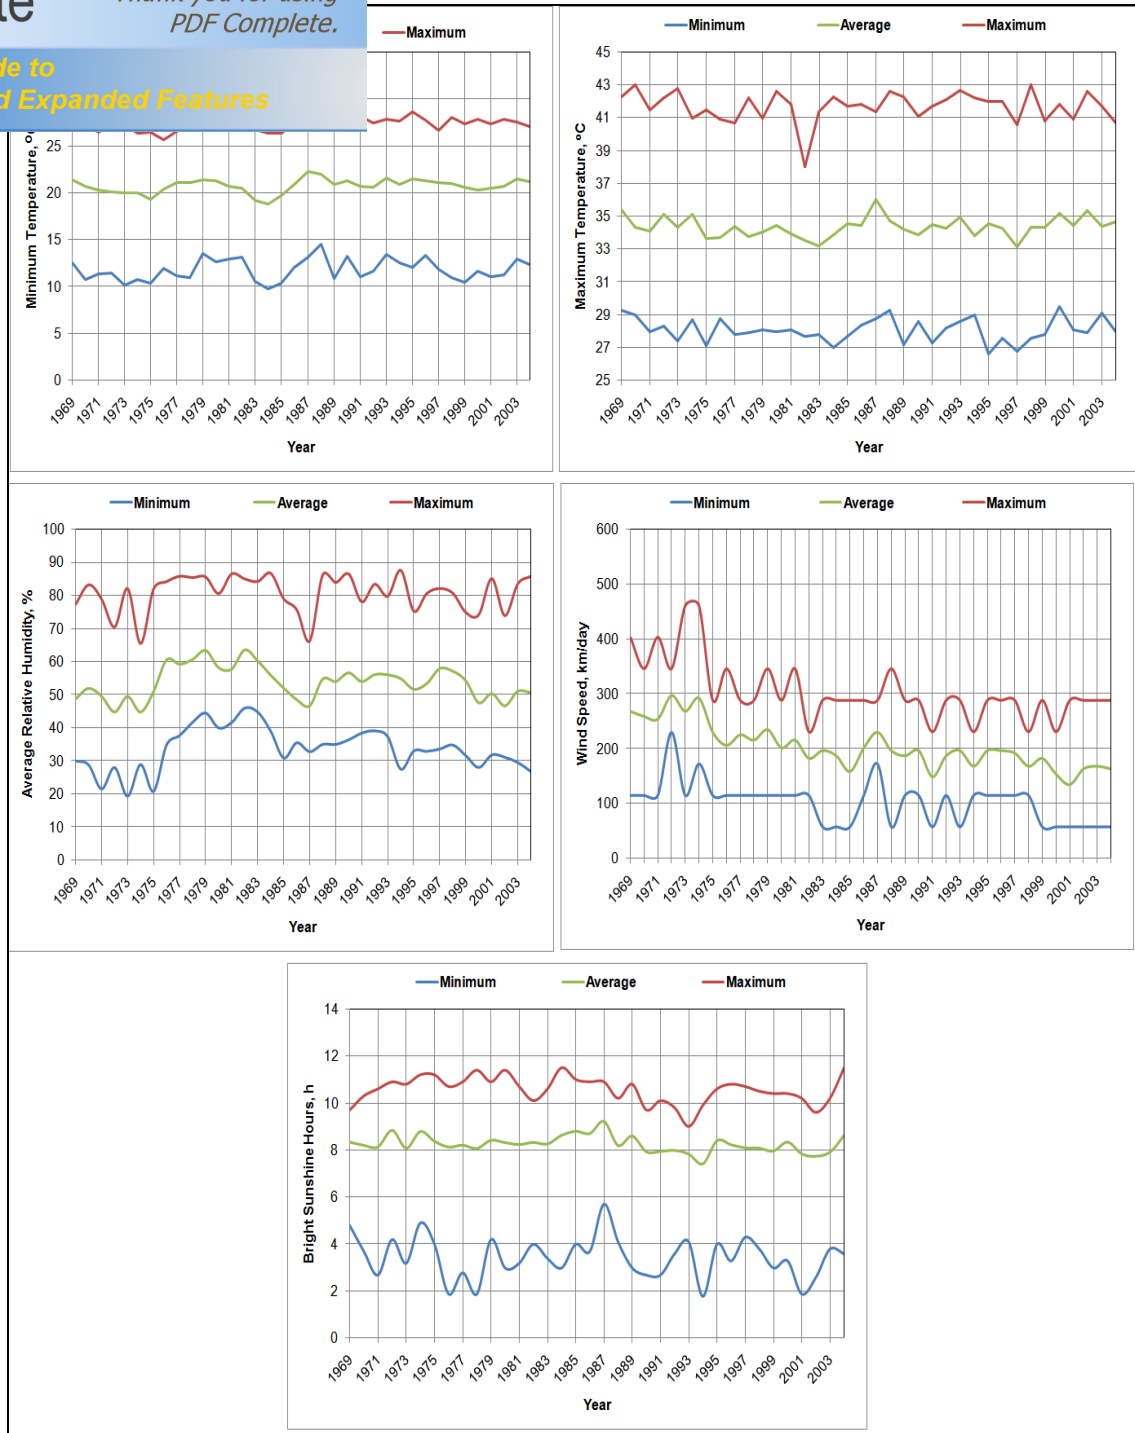 Thank you for using
PDF Complete.
Expanded Features
Maximum
25
20
15
10
5
0
Minimum Temperature, ºC
1969 1971 1973 1975 1977 1979 1981 1983 1985 1987 1989 1991 1993 1995 1997 1999 2001 2003
Year
Minimum Average Maximum
45
43
41
39
37
35
33
31
29
27
25
Maximum Temperature, ºC
1969 1971 1973 1975 1977 1979 1981 1983 1985 1987 1989 1991 1993 1995 1997 1999 2001 2003
Year
Minimum Average Maximum
100
90
80
70
60
50
40
30
20
10
0
Average Relative Humidity, %
1969 1971 1973 1975 1977 1979 1981 1983 1985 1987 1989 1991 1993 1995 1997 1999 2001 2003
Year
Minimum Average Maximum
600
500
400
300
200
100
0
Wind Speed, km/day
1969 1971 1973 1975 1977 1979 1981 1983 1985 1987 1989 1991 1993 1995 1997 1999 2001 2003
Year
Minimum Average Maximum
14
12
10
8
6
4
2
0
Bright Sunshine Hours, h
1969 1971 1973 1975 1977 1979 1981 1983 1985 1987 1989 1991 1993 1995 1997 1999 2001 2003
Year